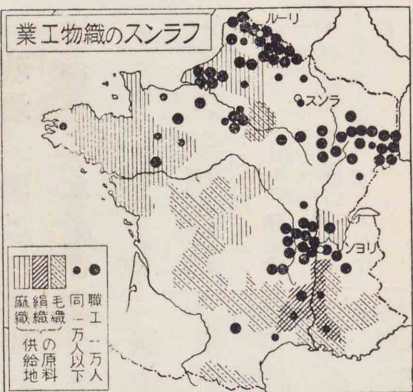 フランスの織物工業
リール
ランス
リヨン
職工一万人
同一万人以下
毛織
絹織
麻織
の原料
供給地